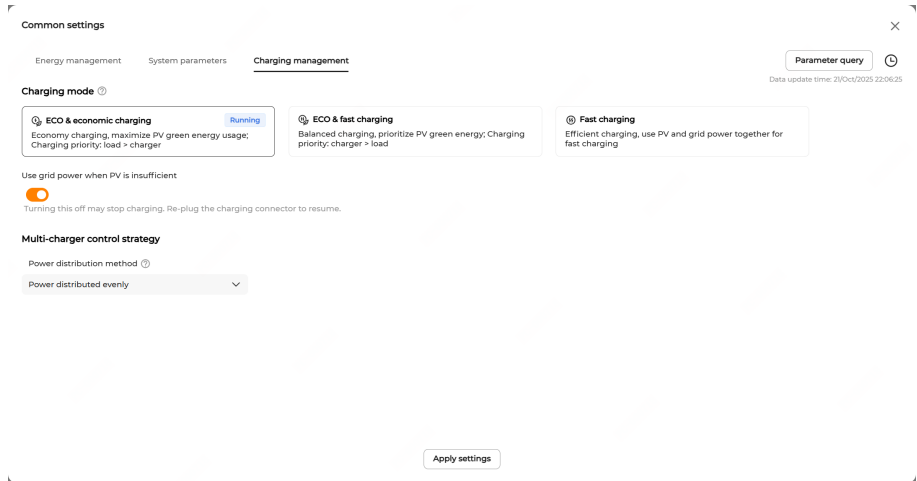 Common settings
Energy management
System parameters
Charging management
Parameter query
Data update time: 21/Oct/2025 22:06:25
Charging mode
ECO & economic charging
Running
Economy charging, maximize PV green energy usage;
Charging priority: load > charger
ECO & fast charging
Balanced charging, prioritize PV green energy; Charging
priority: charger > load
Fast charging
Efficient charging, use PV and grid power together for
fast charging
Use grid power when PV is insufficient
Turning this off may stop charging. Re-plug the charging connector to resume.
Multi-charger control strategy
Power distribution method
Power distributed evenly
Apply settings